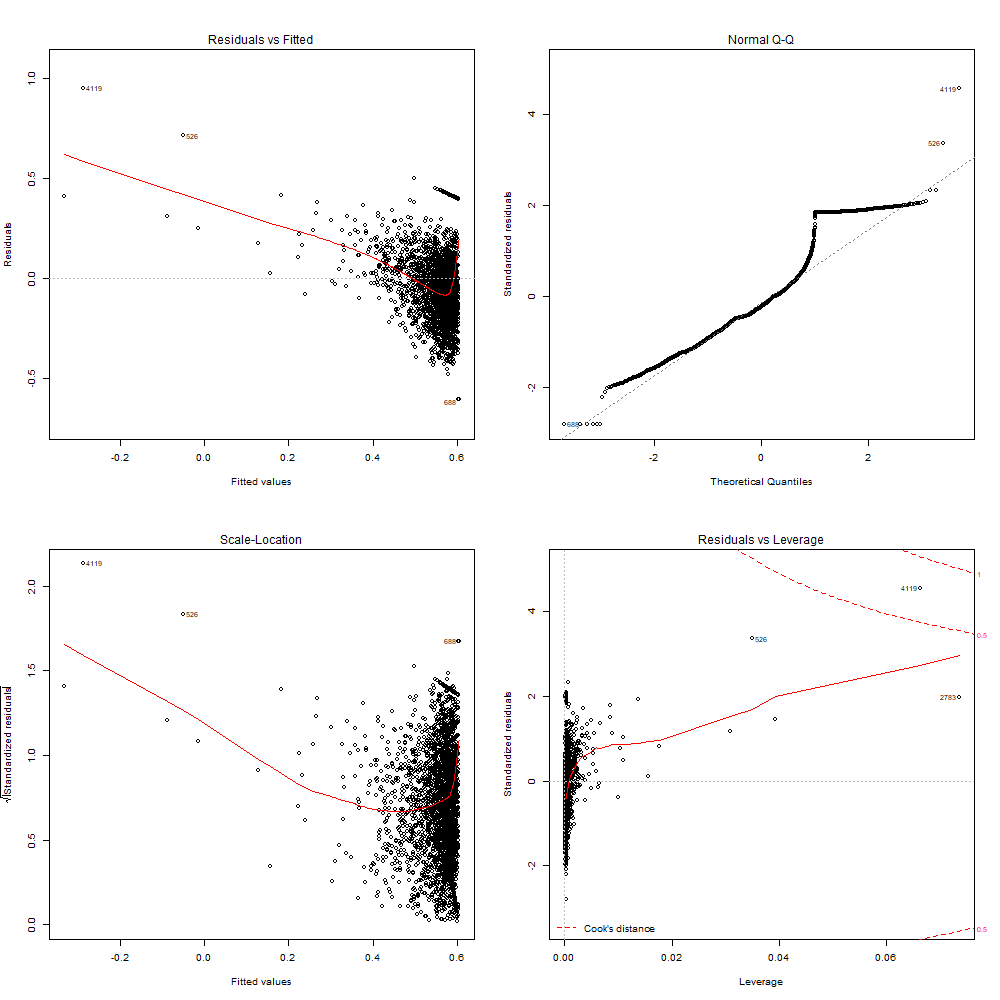 Residuals vs Fitted
Residuals
1.0
0.5
0.0
-0.5
4119
526
688
-0.2 0.0 0.2 0.4 0.6
Fitted values
Normal Q-Q
Standardized residuals
4
2
0
-2
4119
526
688
-2 0 2
Theoretical Quantiles
Scale-Location
√|Standardized residuals|
2.0
1.5
1.0
0.5
0.0
4119
526
688
-0.2 0.0 0.2 0.4 0.6
Fitted values
Residuals vs Leverage
Standardized residuals
4
2
0
-2
1
0.5
0.5
4119
526
2783
Cook's distance
0.00 0.02 0.04 0.06
Leverage